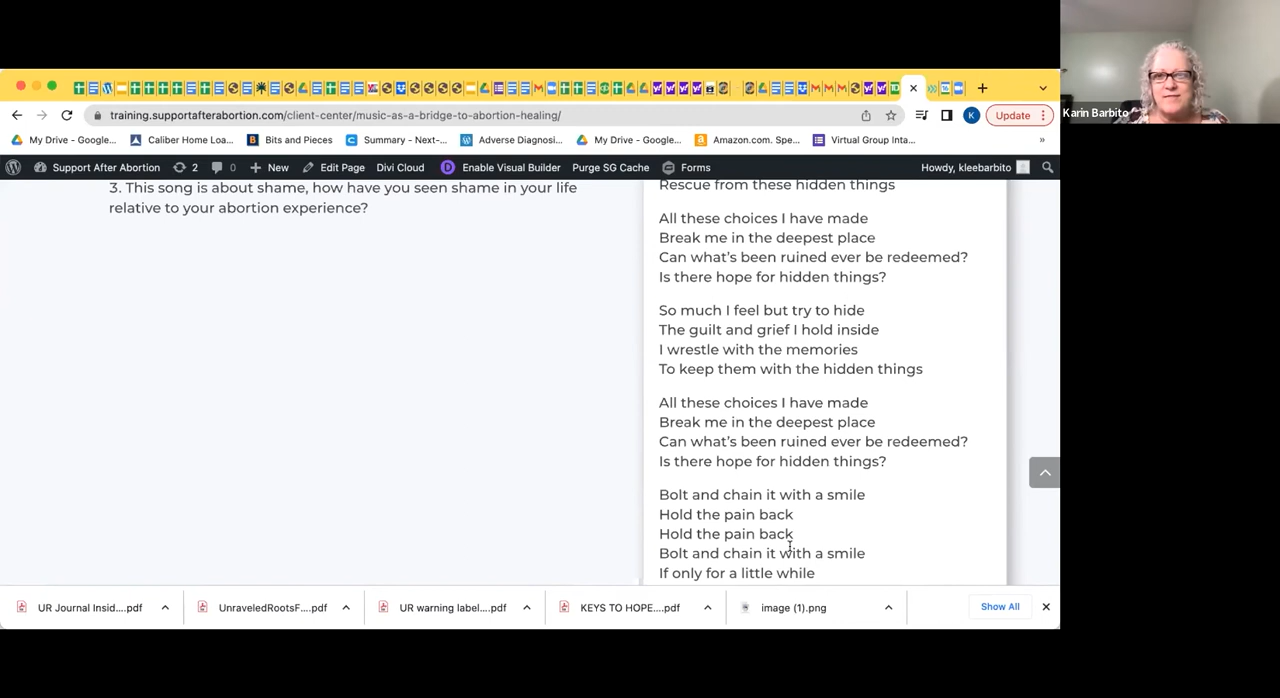 Karin Barbito
training.supportafterabortion.com/client-center/music-as-a-bridge-to-abortion-healing/
Update
My Drive - Google...
Caliber Home Loa...
Bits and Pieces
Summary - Next-...
Adverse Diagnosi...
My Drive - Google...
Amazon.com. Spe...
Virtual Group Inta...
»
Support After Abortion
2
0
New
Edit Page
Divi Cloud
Enable Visual Builder
Purge SG Cache
Forms
Howdy, kleebarbito
3. This song is about shame, how have you seen shame in your life
relative to your abortion experience?
Rescue from these hidden things
All these choices I have made
Break me in the deepest place
Can what's been ruined ever be redeemed?
Is there hope for hidden things?
So much I feel but try to hide
The guilt and grief I hold inside
I wrestle with the memories
To keep them with the hidden things
All these choices I have made
Break me in the deepest place
Can what's been ruined ever be redeemed?
Is there hope for hidden things?
Bolt and chain it with a smile
Hold the pain back
Hold the pain back
Bolt and chain it with a smile
If only for a little while
UR Journal Insid....pdf
UnraveledRootsF....pdf
UR warning label....pdf
KEYS TO HOPE....pdf
image (1).png
Show All